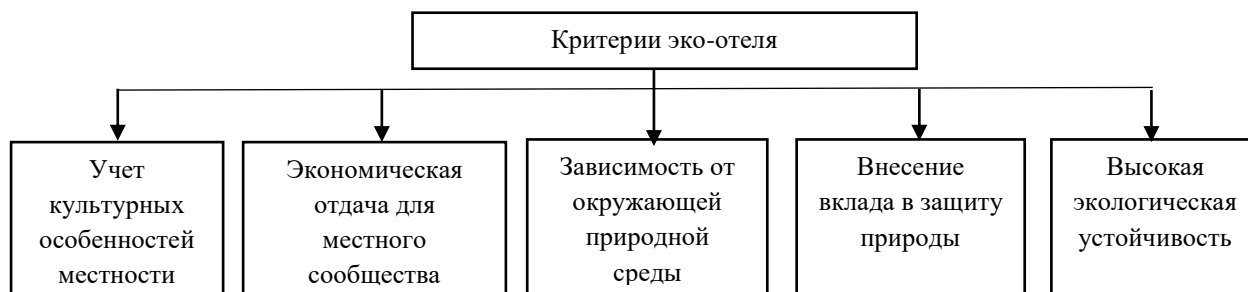 Критерии эко-отеля
Учет
культурных
особенностей
местности
Экономическая
отдача для
местного
сообщества
Зависимость от
окружающей
природной
среды
Внесение
вклада в защиту
природы
Высокая
экологическая
устойчивость